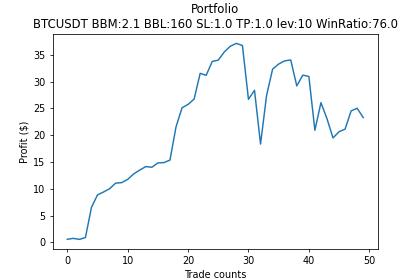 Portfolio
BTCUSDT BBM:2.1 BBL:160 SL:1.0 TP:1.0 lev:10 WinRatio:76.0
35
30
25
20
15
10
5
0
Profit ($)
0 10 20 30 40 50
Trade counts